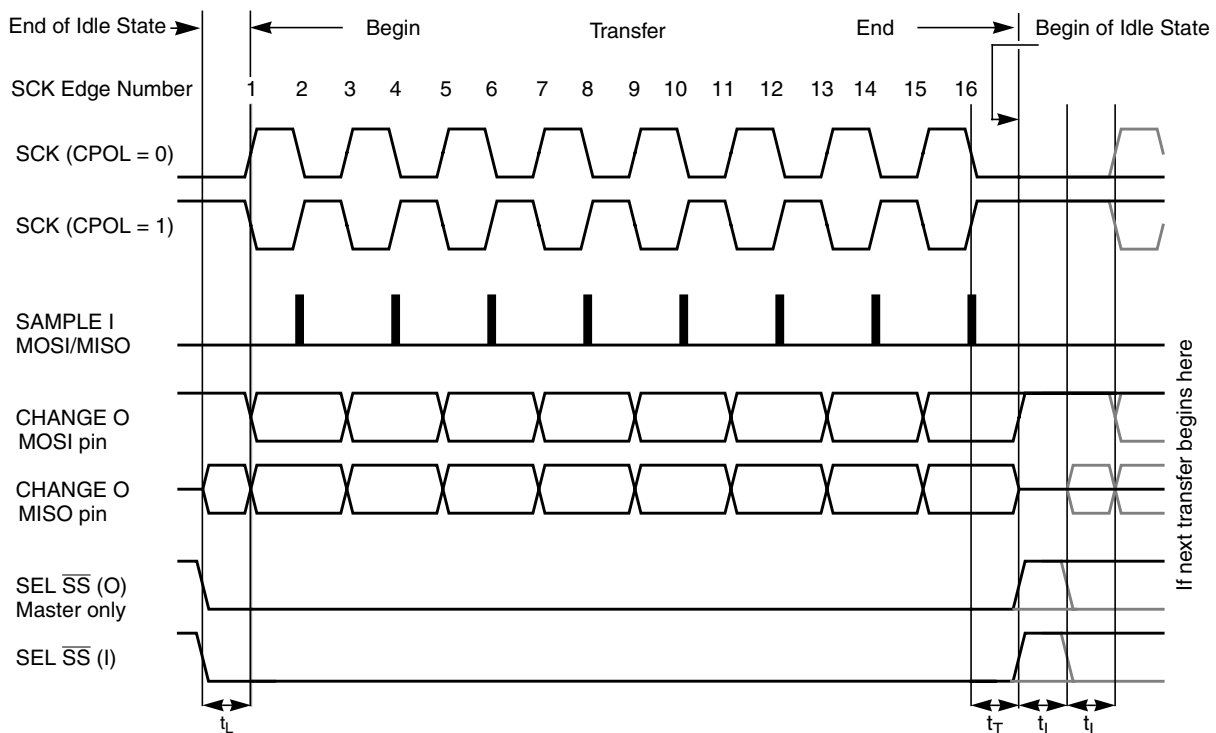 End of Idle State
Begin
Transfer
End
Begin of Idle State
SCK Edge Number
1 2 3 4 5 6 7 8 9 10 11 12 13 14 15 16
SCK (CPOL = 0)
SCK (CPOL = 1)
SAMPLE I
MOSI/MISO
CHANGE O
MOSI pin
CHANGE O
MISO pin
SEL SS (O)
Master only
SEL SS (I)
If next transfer begins here
tL
tT
tI
tL